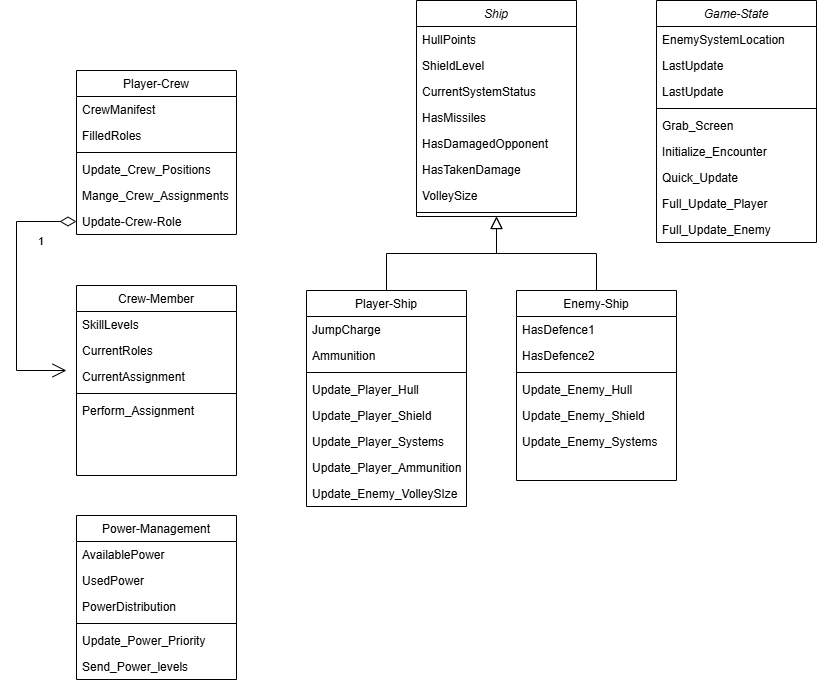 Player-Crew
CrewManifest
FilledRoles
Update_Crew_Positions
Mange_Crew_Assignments
Update-Crew-Role
1
Crew-Member
SkillLevels
CurrentRoles
CurrentAssignment
Perform_Assignment
Power-Management
AvailablePower
UsedPower
PowerDistribution
Update_Power_Priority
Send_Power_levels
Ship
HullPoints
ShieldLevel
CurrentSystemStatus
HasMissiles
HasDamagedOpponent
HasTakenDamage
VolleySize
Player-Ship
JumpCharge
Ammunition
Update_Player_Hull
Update_Player_Shield
Update_Player_Systems
Update_Player_Ammunition
Update_Enemy_VolleySIze
Enemy-Ship
HasDefence1
HasDefence2
Update_Enemy_Hull
Update_Enemy_Shield
Update_Enemy_Systems
Game-State
EnemySystemLocation
LastUpdate
LastUpdate
Grab_Screen
Initialize_Encounter
Quick_Update
Full_Update_Player
Full_Update_Enemy